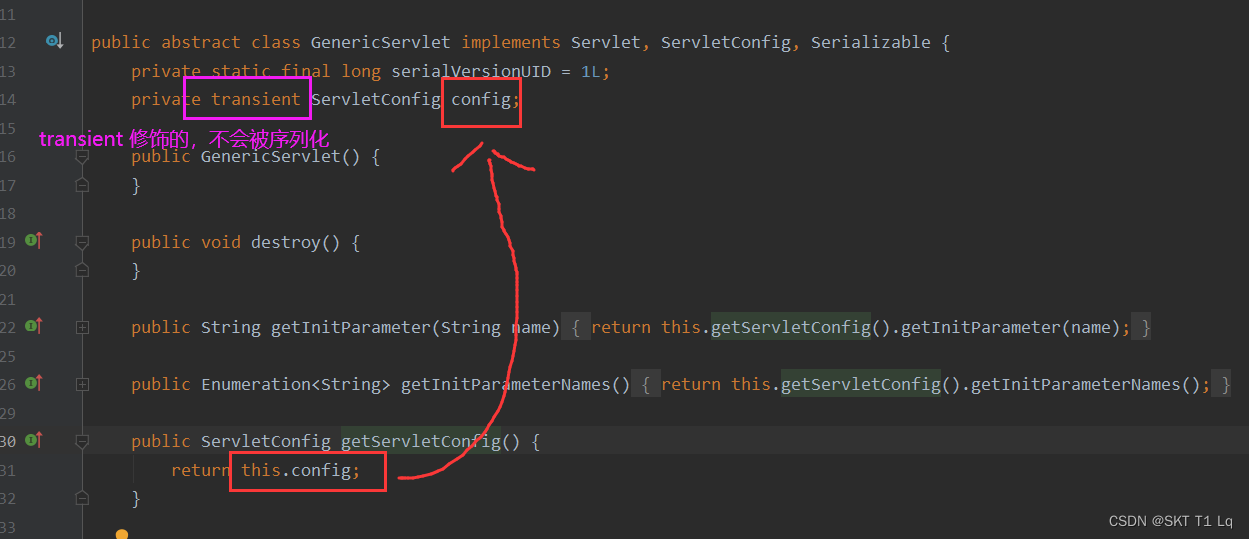 11
12 public abstract class GenericServlet implements Servlet, ServletConfig, Serializable {
13 private static final long serialVersionUID = 1L;
14 private transient ServletConfig config;
15 transient 修饰的，不会被序列化
16 public GenericServlet() {
17 }
18
19 public void destroy() {
20 }
21
22 public String getInitParameter(String name) { return this.getServletConfig().getInitParameter(name); }
25
26 public Enumeration<String> getInitParameterNames() { return this.getServletConfig().getInitParameterNames(); }
29
30 public ServletConfig getServletConfig() {
31 return this.config;
32 }
33
CSDN @SKT T1 Lq